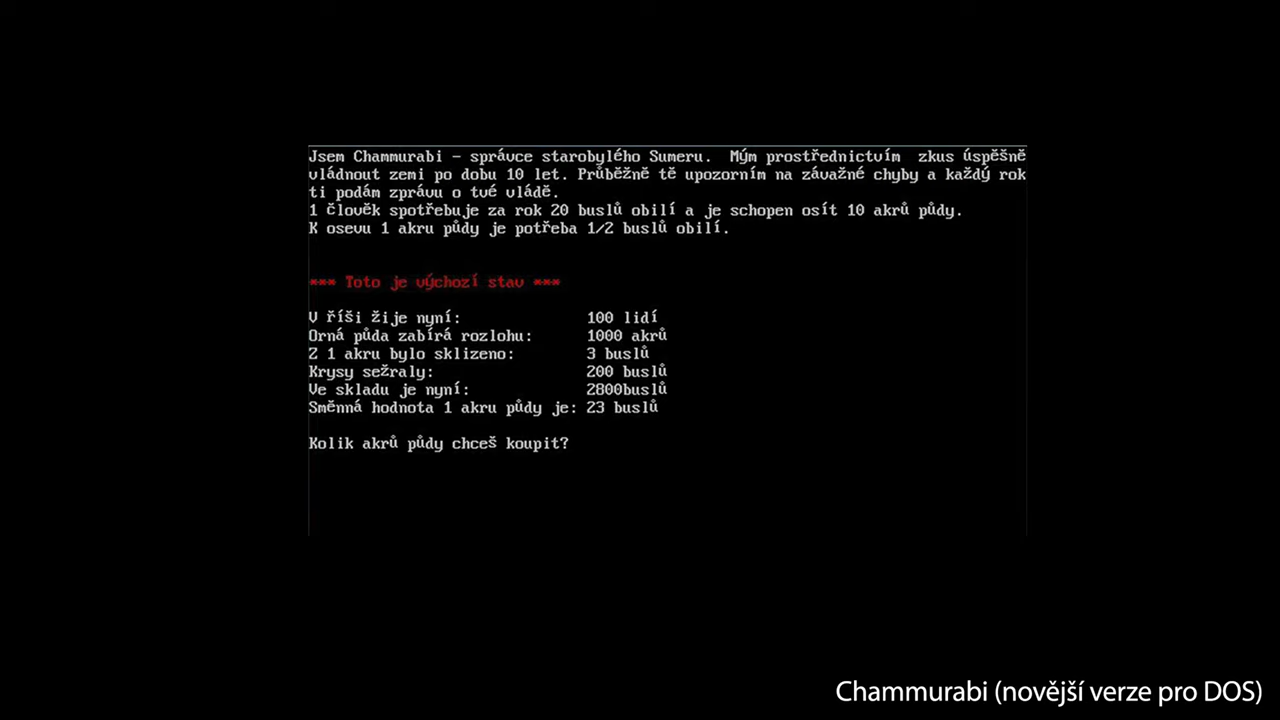 Jsem Chammurabi - správce starobylého Sumeru.  Mým prostřednictvím  zkus úspěšně
vládnout zemi po dobu 10 let. Průběžně tě upozorním na závažné chyby a každý rok
ti podám zprávu o tvé vládě.
1 člověk spotřebuje za rok 20 buslů obilí a je schopen osít 10 akrů půdy.
K osevu 1 akru půdy je potřeba 1/2 buslů obilí.
*** Toto je výchozí stav ***
V říši žije nyní: 100 lidí
Orná půda zabírá rozlohu: 1000 akrů
Z 1 akru bylo sklizeno: 3 buslů
Krysy sežraly: 200 buslů
Ve skladu je nyní: 2800buslů
Směnná hodnota 1 akru půdy je: 23 buslů
Kolik akrů půdy chceš koupit?
Chammurabi (novější verze pro DOS)